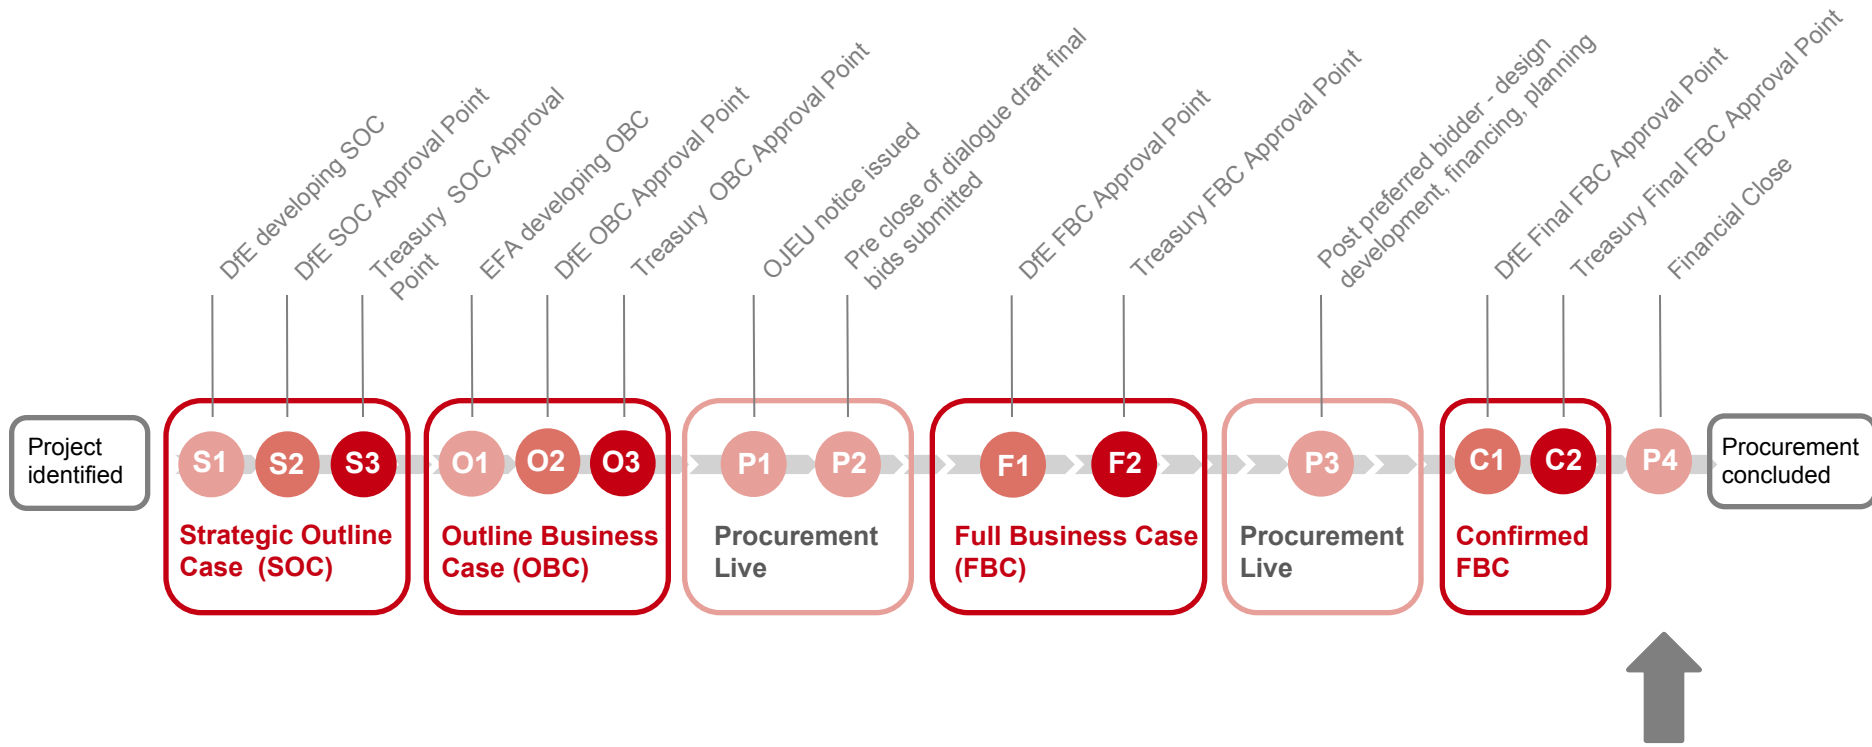 DfE developing SOC
DfE SOC Approval Point
Treasury SOC Approval
Point
EFA developing OBC
DfE OBC Approval Point
Treasury OBC Approval Point
OJEU notice issued
Pre close of dialogue draft final
bids submitted
DfE FBC Approval Point
Treasury FBC Approval Point
Post preferred bidder - design
development, financing, planning
DfE Final FBC Approval Point
Treasury Final FBC Approval Point
Financial Close
Project
identified
S1
S2
S3
Strategic Outline
Case (SOC)
O1
O2
O3
Outline Business
Case (OBC)
P1
P2
Procurement
Live
F1
F2
Full Business Case
(FBC)
P3
Procurement
Live
C1
C2
Confirmed
FBC
P4
Procurement
concluded